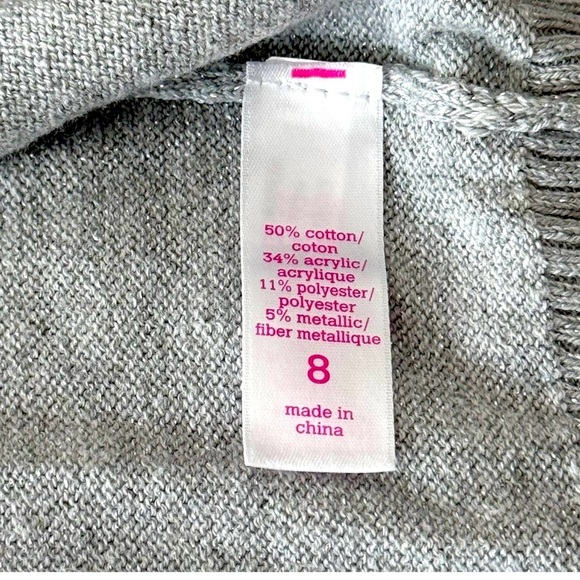 50% cotton/
coton
34% acrylic/
acrylique
11% polyester/
polyester
5% metallic/
fiber metallique
8
made in
china